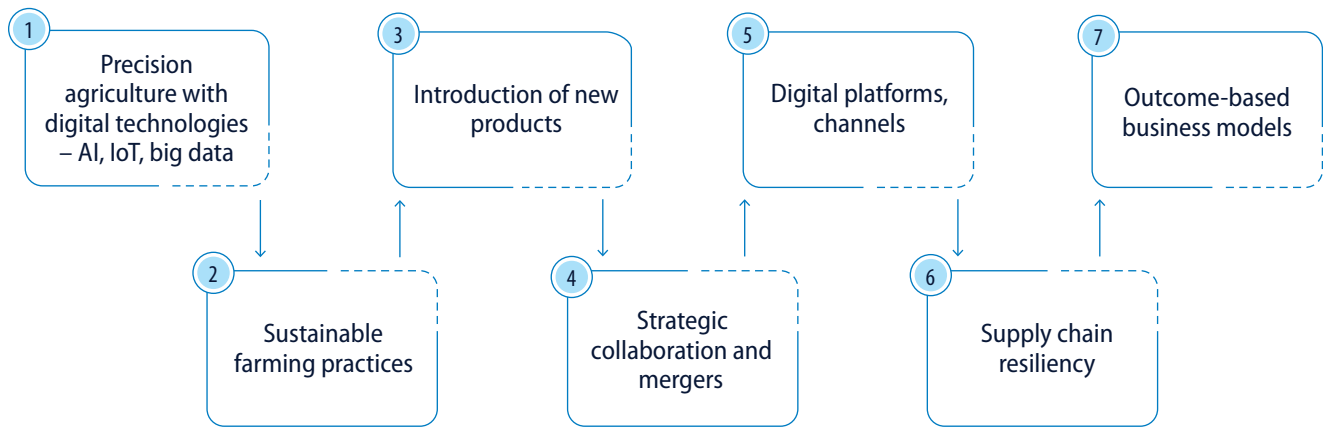 1
Precision
agriculture with
digital technologies
– AI, IoT, big data
2
Sustainable
farming practices
3
Introduction of new
products
4
Strategic
collaboration and
mergers
5
Digital platforms,
channels
6
Supply chain
resiliency
7
Outcome-based
business models